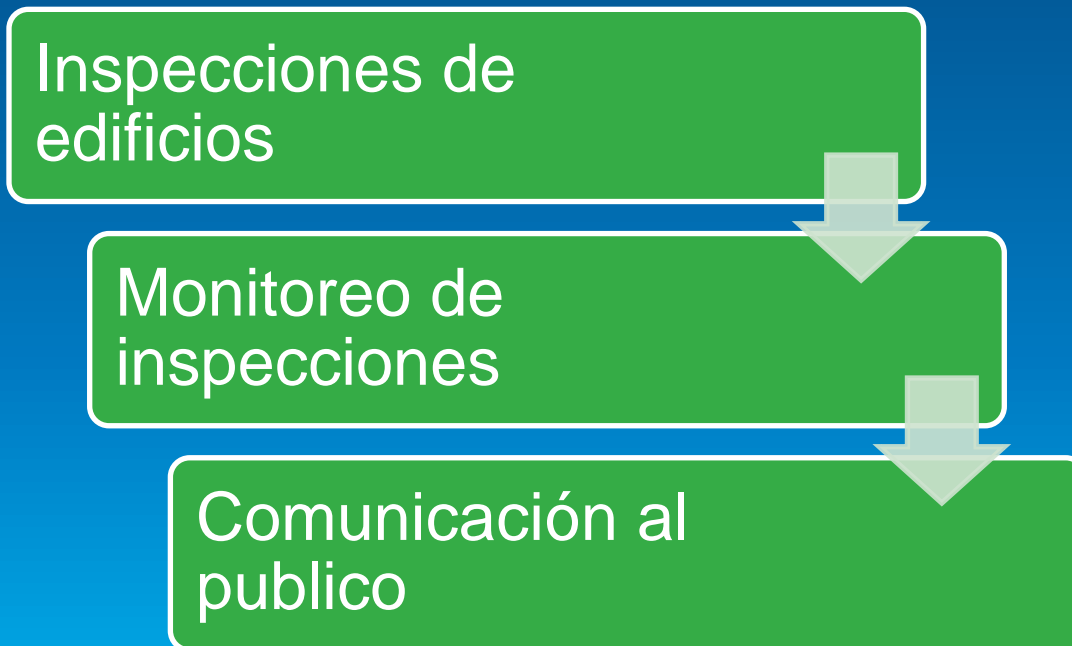 Inspecciones de
edificios
Monitoreo de
inspecciones
Comunicación al
publico